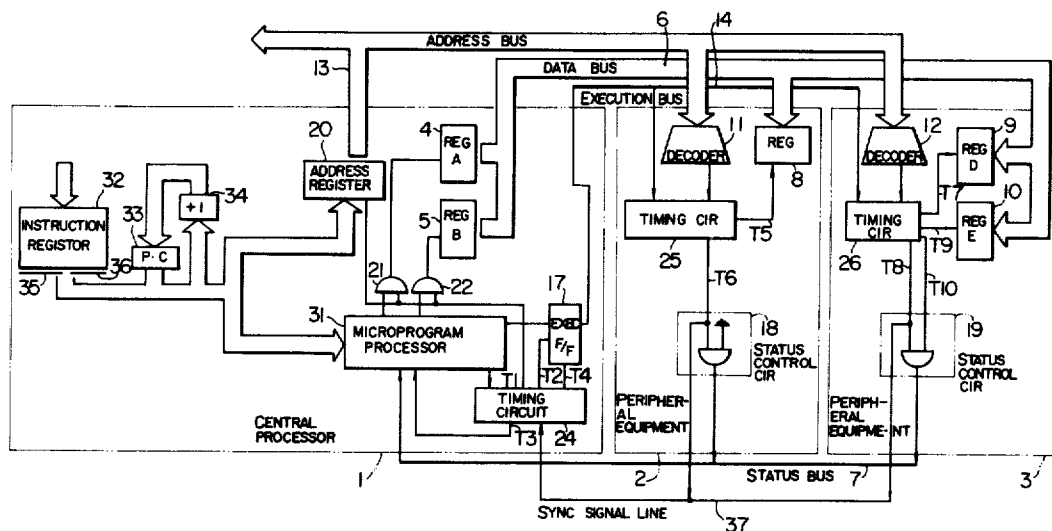 6
14
ADDRESS BUS
13
DATA BUS
EXECUTION BUS
20
4
REG
A
11
DECODER
REG
8
12
DECODER
9
REG
D
T7
ADDRESS
REGISTER
32
34
+1
33
INSTRUCTION
REGISTOR
P·C
36
35
5
REG
B
TIMING CIR
25
T5
TIMING
CIR
26
10
REG
E
T9
21
22
17
EXEC
F/F
T6
T8
T10
31
MICROPROGRAM
PROCESSOR
18
STATUS
CONTROL
CIR
19
STATUS
CONTROL
CIR
T1
T2
T4
TIMING
CIRCUIT
T3
24
CENTRAL
PROCESSOR
PERIPHER-
AL
EQUIPMENT
PERIPH-
ERAL
EQUIPMENT
1
2
STATUS BUS
7
3
SYNC SIGNAL LINE
37